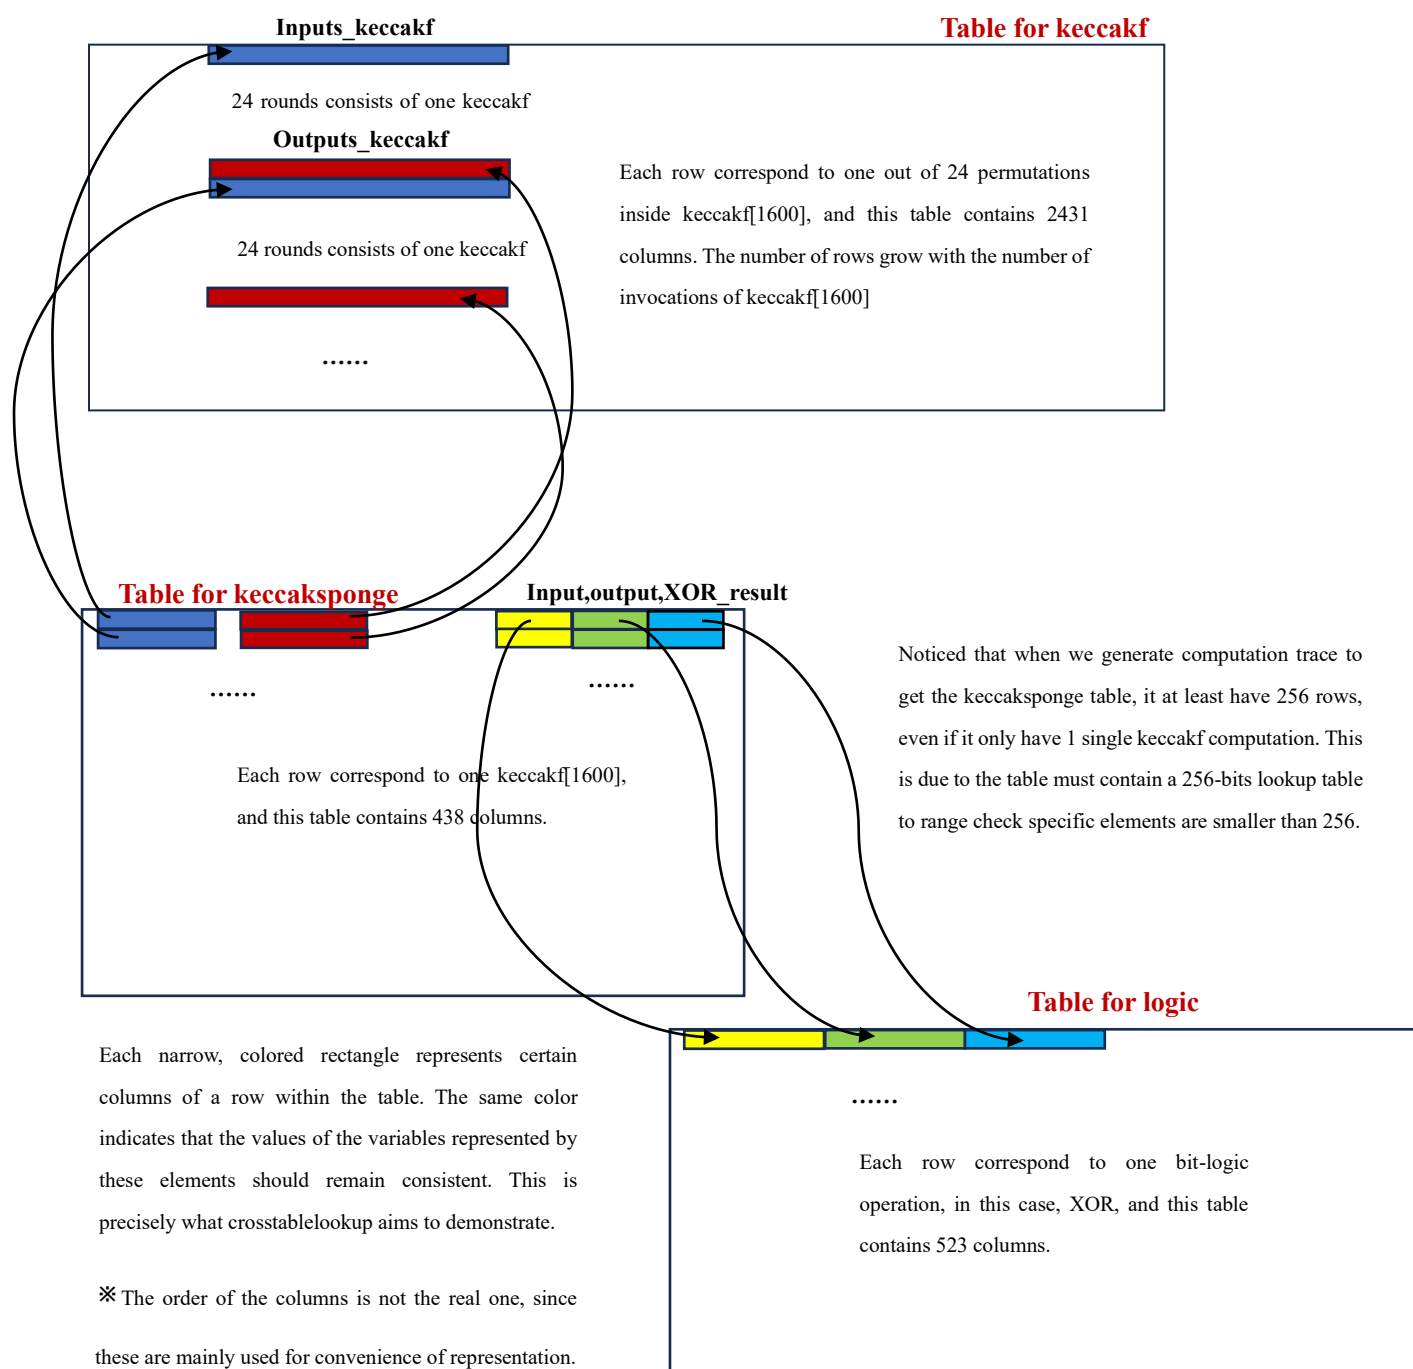 Inputs_keccakf
Table for keccakf
24 rounds consists of one keccakf
Outputs_keccakf
Each row correspond to one out of 24 permutations
inside keccakf[1600], and this table contains 2431
columns. The number of rows grow with the number of
invocations of keccakf[1600]
24 rounds consists of one keccakf
......
Table for keccaksponge
Input,output,XOR_result
......
......
Each row correspond to one keccakf[1600],
and this table contains 438 columns.
Noticed that when we generate computation trace to
get the keccaksponge table, it at least have 256 rows,
even if it only have 1 single keccakf computation. This
is due to the table must contain a 256-bits lookup table
to range check specific elements are smaller than 256.
Table for logic
......
Each row correspond to one bit-logic
operation, in this case, XOR, and this table
contains 523 columns.
Each narrow, colored rectangle represents certain
columns of a row within the table. The same color
indicates that the values of the variables represented by
these elements should remain consistent. This is
precisely what crosstablelookup aims to demonstrate.
※ The order of the columns is not the real one, since
these are mainly used for convenience of representation.